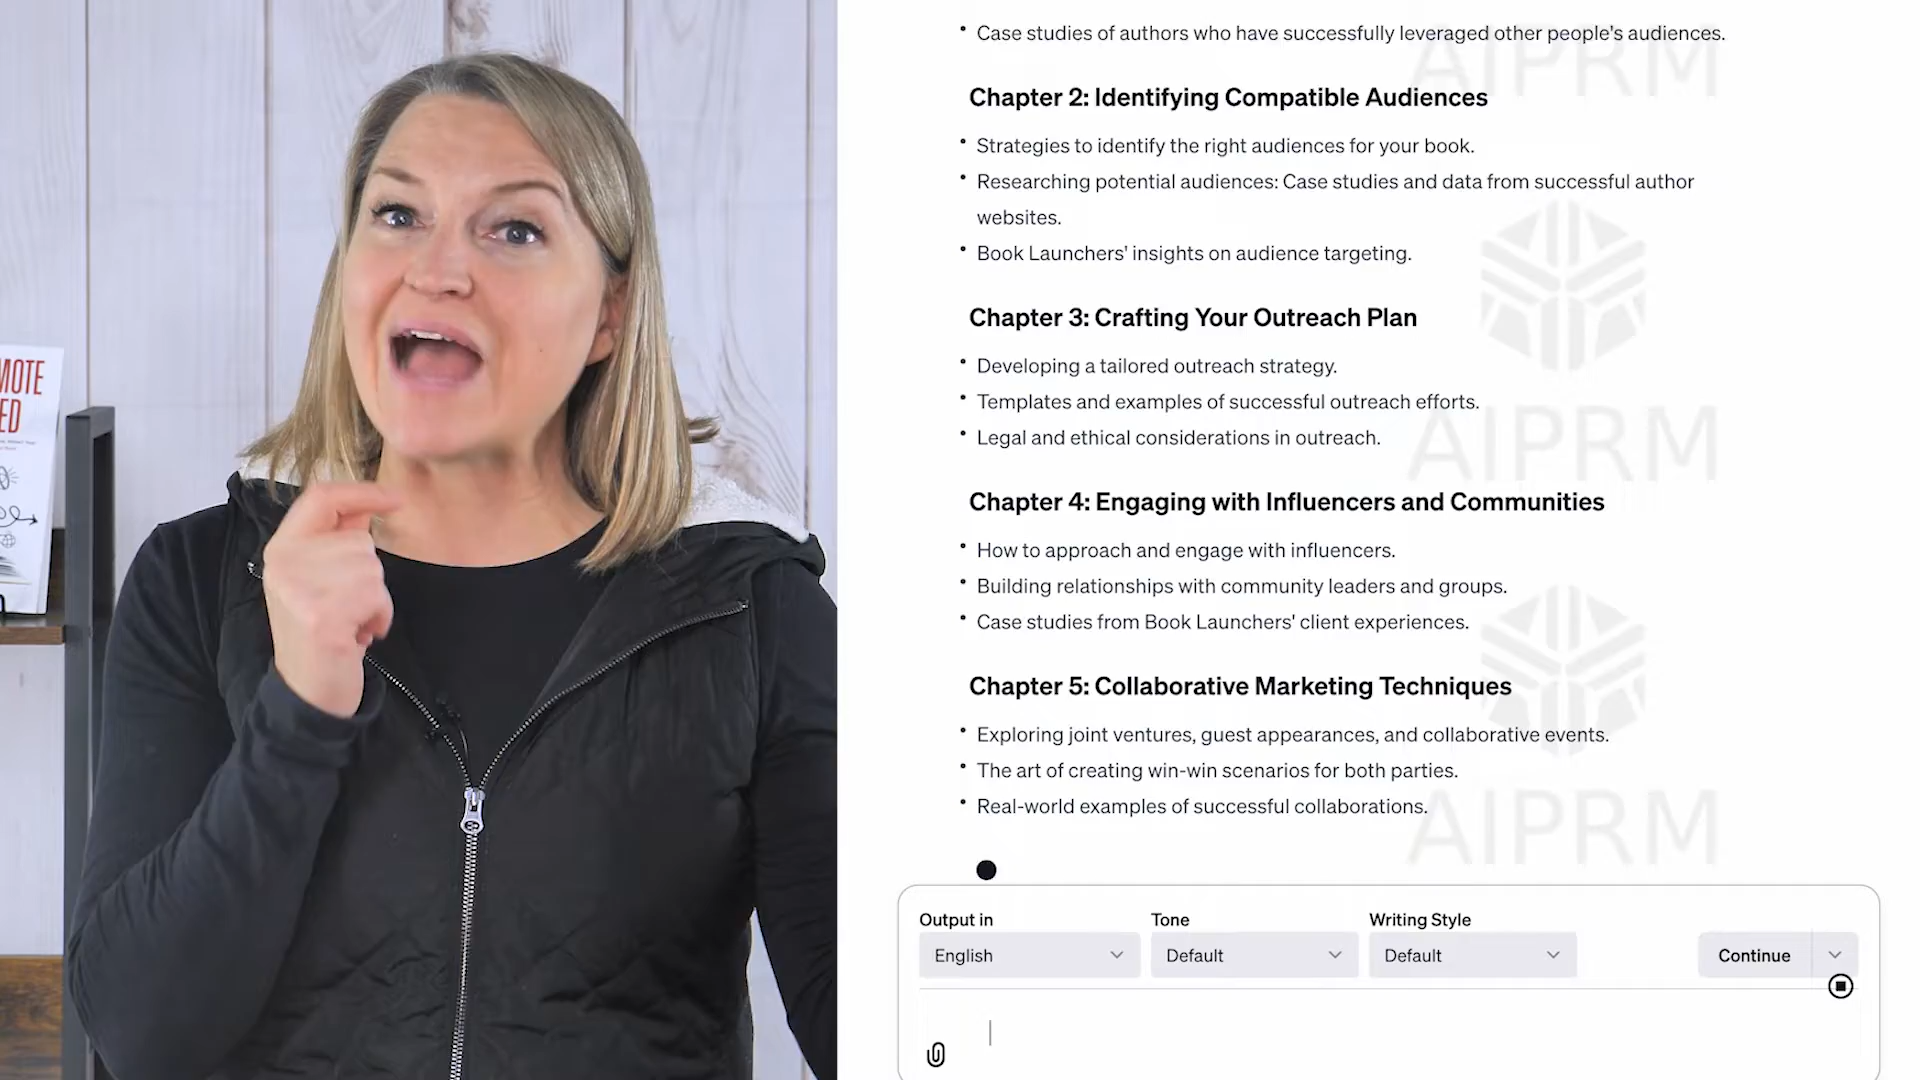 MOTE
ED
Case studies of authors who have successfully leveraged other people's audiences.
AIPRM
Chapter 2: Identifying Compatible Audiences
Strategies to identify the right audiences for your book.
Researching potential audiences: Case studies and data from successful author
websites.
Book Launchers' insights on audience targeting.
Chapter 3: Crafting Your Outreach Plan
Developing a tailored outreach strategy.
Templates and examples of successful outreach efforts.
Legal and ethical considerations in outreach.
AIPRM
Chapter 4: Engaging with Influencers and Communities
How to approach and engage with influencers.
Building relationships with community leaders and groups.
Case studies from Book Launchers' client experiences.
Chapter 5: Collaborative Marketing Techniques
Exploring joint ventures, guest appearances, and collaborative events.
The art of creating win-win scenarios for both parties.
Real-world examples of successful collaborations.
AIPRM
Output in Tone Writing Style
English Default Default Continue